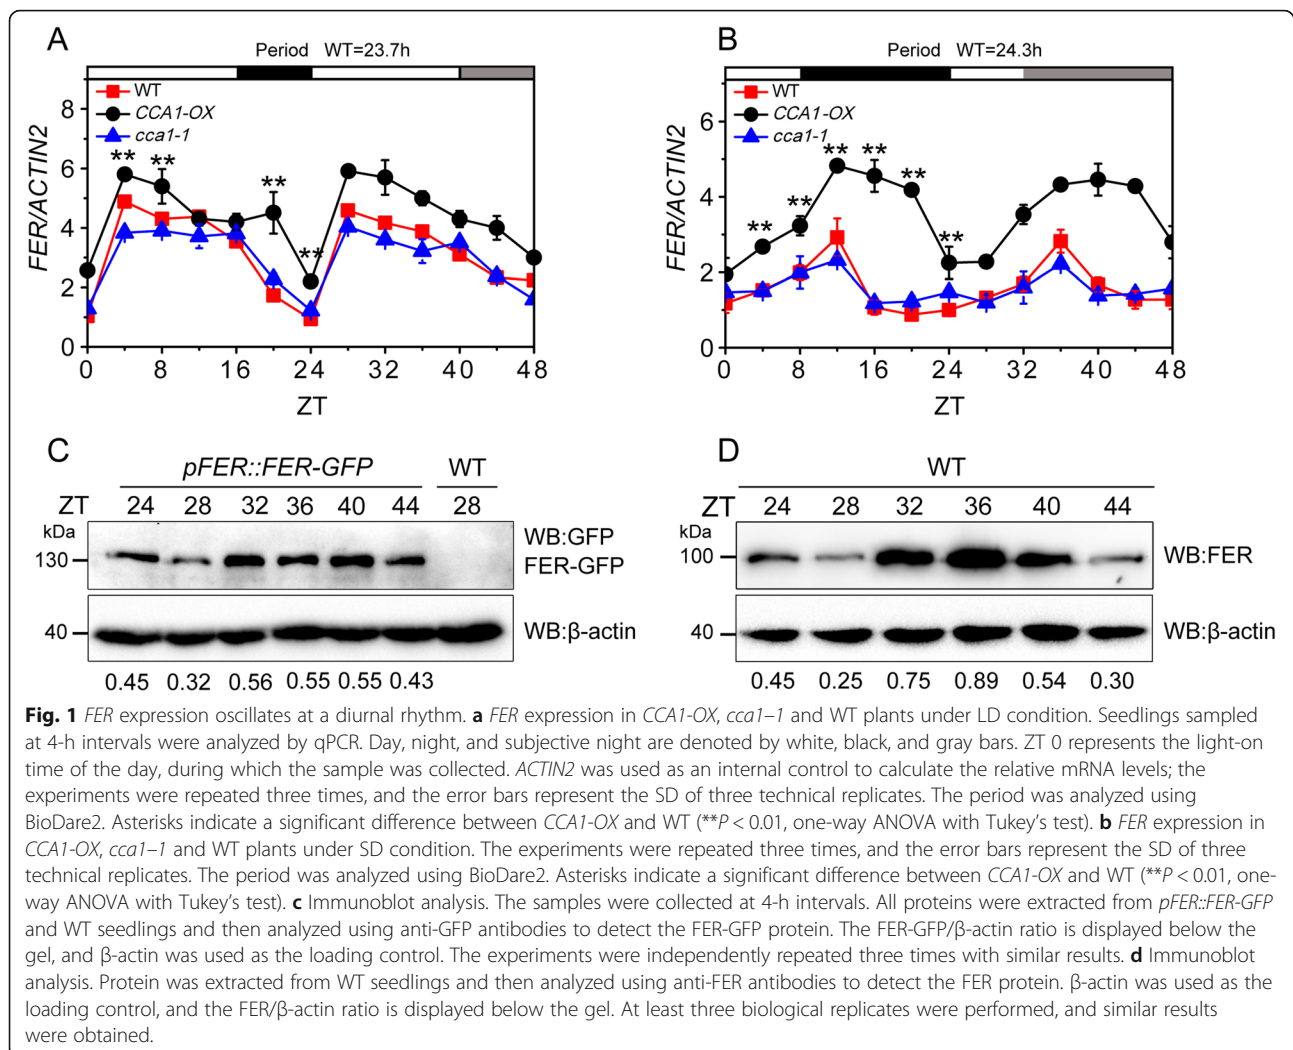 A
Period WT=23.7h
WT
CCA1-OX
cca1-1
FER/ACTIN2
8
6
4
2
0
** ** ** **
0 8 16 24 32 40 48
ZT
B
Period WT=24.3h
WT
CCA1-OX
cca1-1
FER/ACTIN2
6
4
2
0
** ** ** ** ** **
0 8 16 24 32 40 48
ZT
C
pFER::FER-GFP WT
ZT 24 28 32 36 40 44 28
kDa
130
WB:GFP
FER-GFP
40
WB:β-actin
0.45 0.32 0.56 0.55 0.55 0.43
D
WT
ZT 24 28 32 36 40 44
kDa
100
WB:FER
40
WB:β-actin
0.45 0.25 0.75 0.89 0.54 0.30
Fig. 1 FER expression oscillates at a diurnal rhythm. a FER expression in CCA1-OX, cca1–1 and WT plants under LD condition. Seedlings sampled
at 4-h intervals were analyzed by qPCR. Day, night, and subjective night are denoted by white, black, and gray bars. ZT 0 represents the light-on
time of the day, during which the sample was collected. ACTIN2 was used as an internal control to calculate the relative mRNA levels; the
experiments were repeated three times, and the error bars represent the SD of three technical replicates. The period was analyzed using
BioDare2. Asterisks indicate a significant difference between CCA1-OX and WT (**P < 0.01, one-way ANOVA with Tukey's test). b FER expression in
CCA1-OX, cca1–1 and WT plants under SD condition. The experiments were repeated three times, and the error bars represent the SD of three
technical replicates. The period was analyzed using BioDare2. Asterisks indicate a significant difference between CCA1-OX and WT (**P < 0.01, one-
way ANOVA with Tukey's test). c Immunoblot analysis. The samples were collected at 4-h intervals. All proteins were extracted from pFER::FER-GFP
and WT seedlings and then analyzed using anti-GFP antibodies to detect the FER-GFP protein. The FER-GFP/β-actin ratio is displayed below the
gel, and β-actin was used as the loading control. The experiments were independently repeated three times with similar results. d Immunoblot
analysis. Protein was extracted from WT seedlings and then analyzed using anti-FER antibodies to detect the FER protein. β-actin was used as the
loading control, and the FER/β-actin ratio is displayed below the gel. At least three biological replicates were performed, and similar results
were obtained.